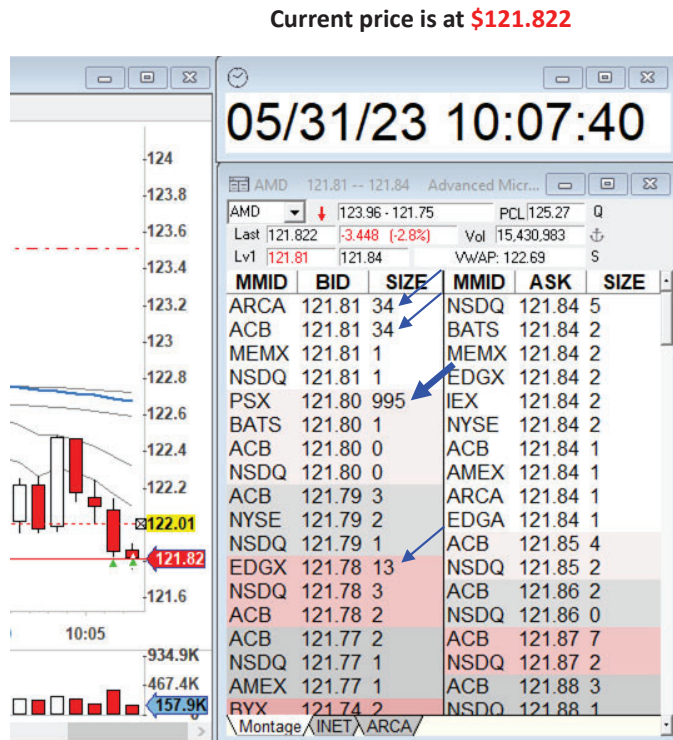 Current price is at $121.822
05/31/23 10:07:40
-124
-123.8
-123.6
-123.4
-123.2
-123
-122.8
-122.6
-122.4
-122.2
122.01
121.82
-121.6
10:05
-934.9K
-467.4K
157.9K
AMD 121.81 -- 121.84 Advanced Micr...
AMD 123.96 - 121.75 PCL 125.27 Q
Last 121.822 -3.448 (-2.8%) Vol 15,430,983
Lv1 121.81 121.84 VWAP: 122.69 S
MMID BID SIZE MMID ASK SIZE
ARCA 121.81 34 NSDQ 121.84 5
ACB 121.81 34 BATS 121.84 2
MEMX 121.81 1 MEMX 121.84 2
NSDQ 121.81 1 EDGX 121.84 2
PSX 121.80 995 IEX 121.84 2
BATS 121.80 1 NYSE 121.84 2
ACB 121.80 0 ACB 121.84 1
NSDQ 121.80 0 AMEX 121.84 1
ACB 121.79 3 ARCA 121.84 1
NYSE 121.79 2 EDGA 121.84 1
NSDQ 121.79 1 ACB 121.85 4
EDGX 121.78 13 NSDQ 121.85 2
NSDQ 121.78 3 ACB 121.86 2
ACB 121.78 2 NSDQ 121.86 0
ACB 121.77 2 ACB 121.87 7
NSDQ 121.77 1 NSDQ 121.87 2
AMEX 121.77 1 ACB 121.88 3
BYX 121.74 2 NSDQ 121.88 1
Montage INET ARCA